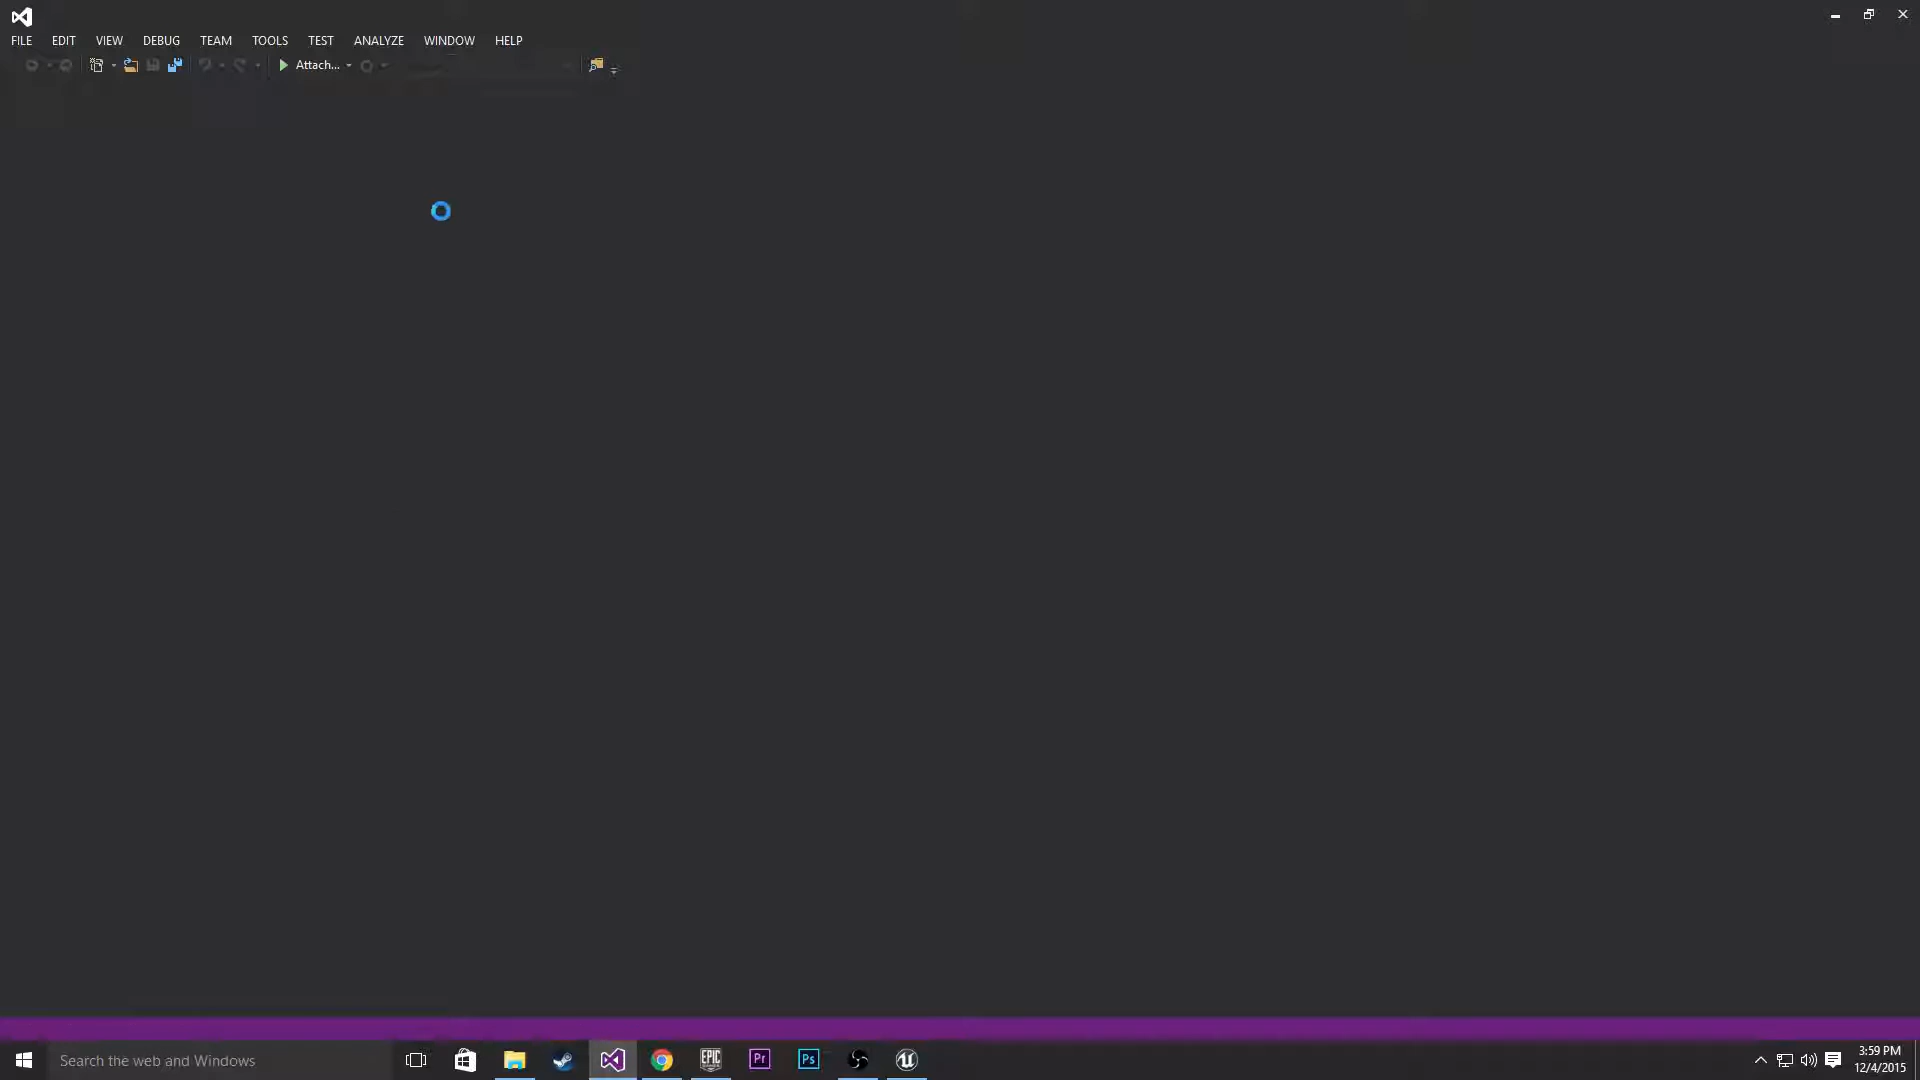 FILE EDIT VIEW DEBUG TEAM TOOLS TEST ANALYZE WINDOW HELP
Attach...
Search the web and Windows
EPIC
Pr
Ps
3:59 PM
12/4/2015